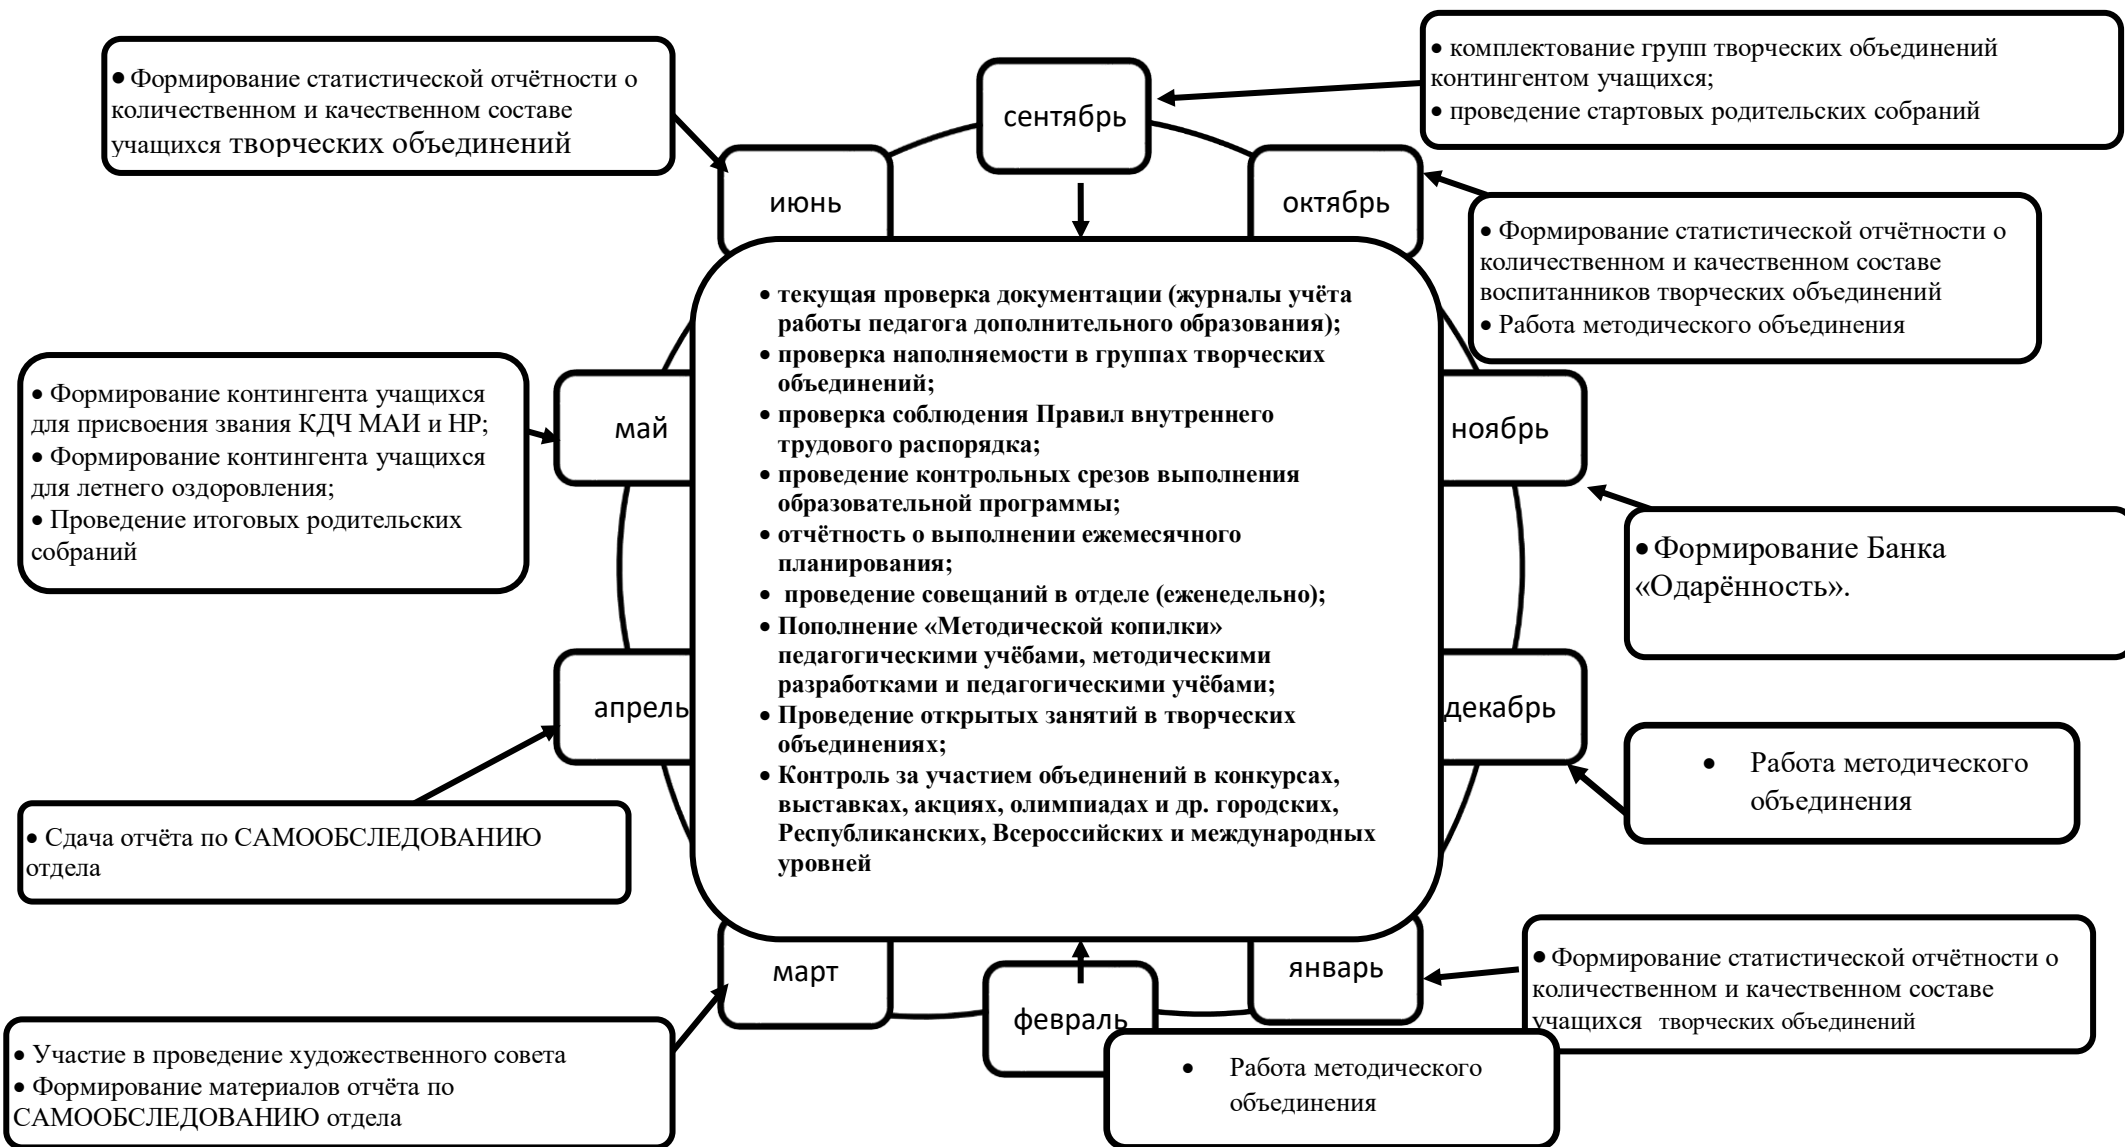 сентябрь
• комплектование групп творческих объединений
контингентом учащихся;
• проведение стартовых родительских собраний
октябрь
• Формирование статистической отчётности о
количественном и качественном составе
воспитанников творческих объединений
• Работа методического объединения
ноябрь
• Формирование Банка
«Одарённость».
декабрь
• Работа методического
объединения
январь
• Формирование статистической отчётности о
количественном и качественном составе
учащихся творческих объединений
февраль
• Работа методического
объединения
март
• Участие в проведение художественного совета
• Формирование материалов отчёта по
САМООБСЛЕДОВАНИЮ отдела
апрель
• Сдача отчёта по САМООБСЛЕДОВАНИЮ
отдела
май
• Формирование контингента учащихся
для присвоения звания КДЧ МАИ и НР;
• Формирование контингента учащихся
для летнего оздоровления;
• Проведение итоговых родительских
собраний
июнь
• Формирование статистической отчётности о
количественном и качественном составе
учащихся творческих объединений
• текущая проверка документации (журналы учёта
работы педагога дополнительного образования);
• проверка наполняемости в группах творческих
объединений;
• проверка соблюдения Правил внутреннего
трудового распорядка;
• проведение контрольных срезов выполнения
образовательной программы;
• отчётность о выполнении ежемесячного
планирования;
• проведение совещаний в отделе (еженедельно);
• Пополнение «Методической копилки»
педагогическими учёбами, методическими
разработками и педагогическими учёбами;
• Проведение открытых занятий в творческих
объединениях;
• Контроль за участием объединений в конкурсах,
выставках, акциях, олимпиадах и др. городских,
Республиканских, Всероссийских и международных
уровней